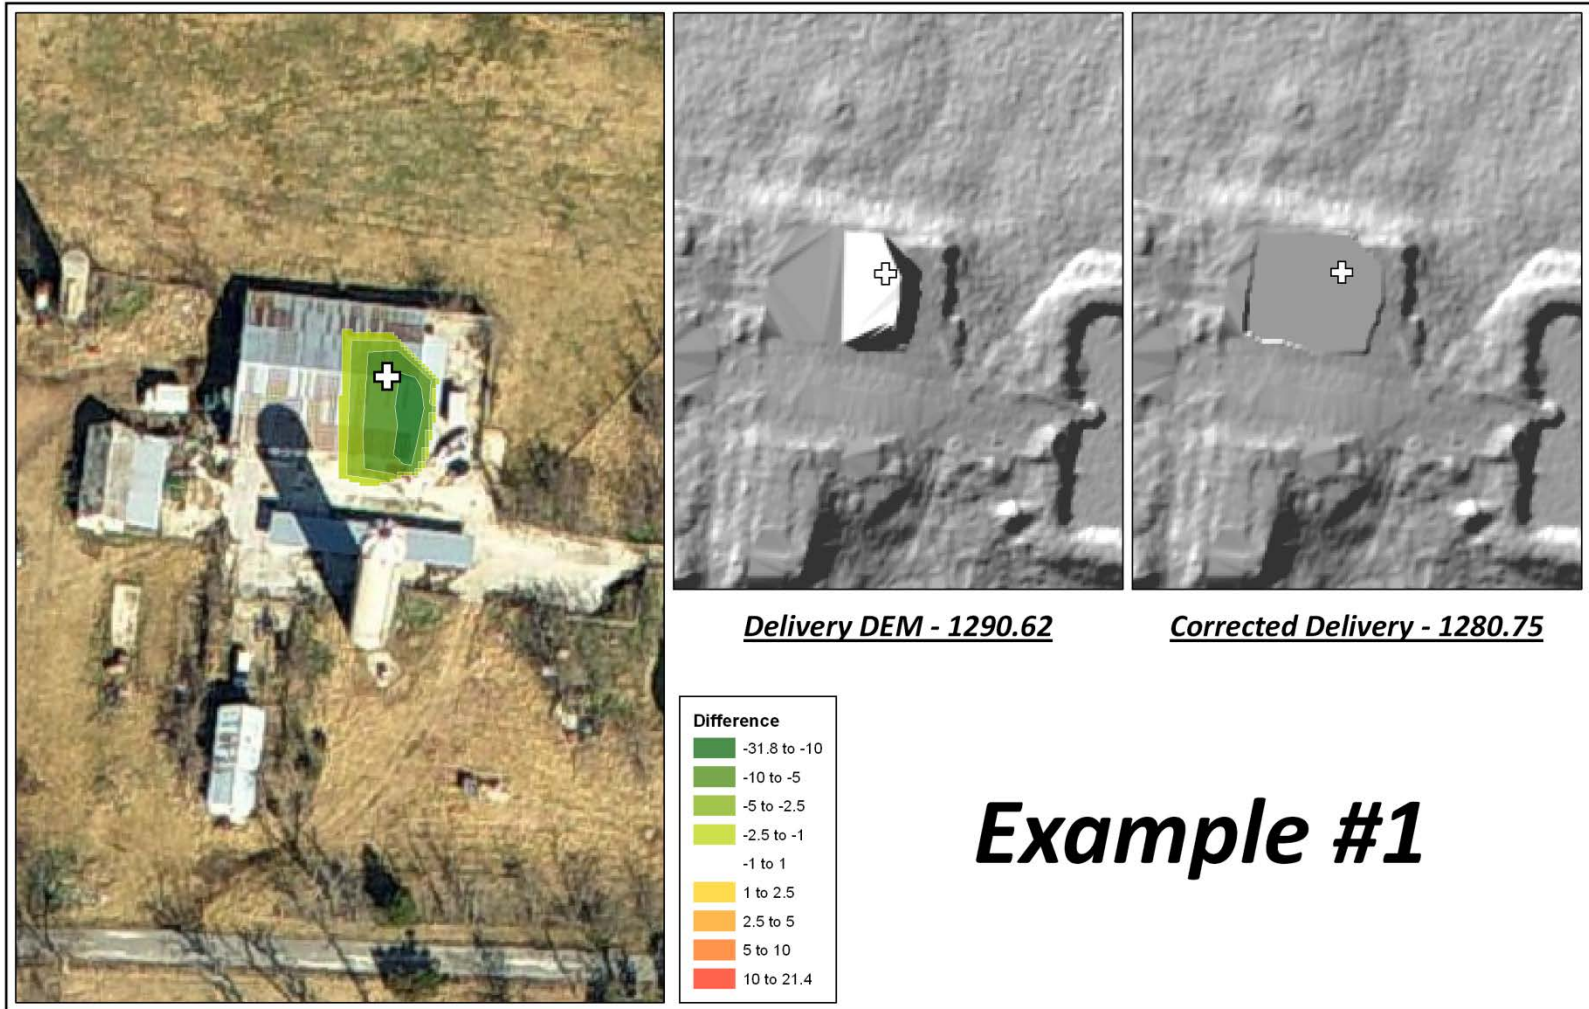 Delivery DEM - 1290.62
Corrected Delivery - 1280.75
Difference
-31.8 to -10
-10 to -5
-5 to -2.5
-2.5 to -1
-1 to 1
1 to 2.5
2.5 to 5
5 to 10
10 to 21.4
Example #1